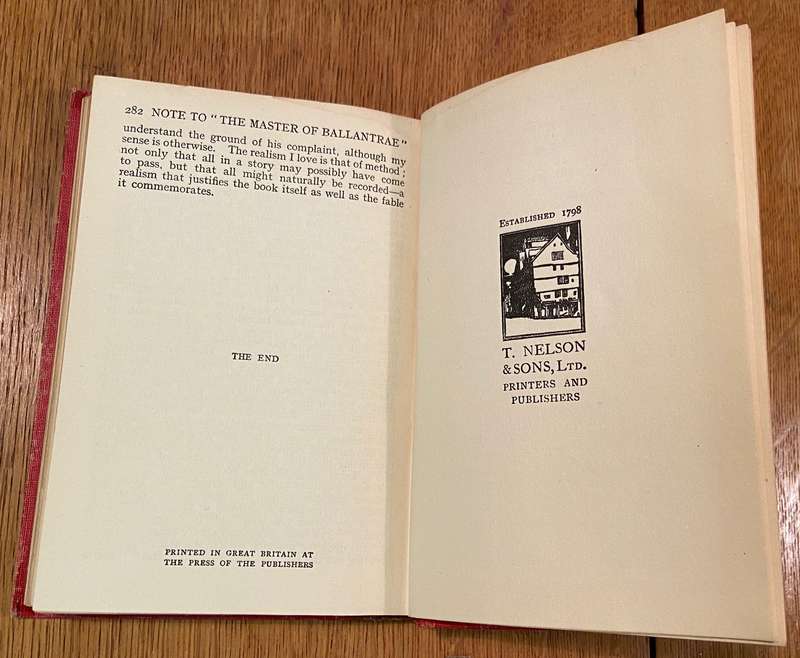 282 NOTE TO "THE MASTER OF BALLANTRAE"
understand the ground of his complaint, although my
sense is otherwise. The realism I love is that of method;
not only that all in a story may possibly have come
to pass, but that all might naturally be recorded—a
realism that justifies the book itself as well as the fable
it commemorates.
THE END
PRINTED IN GREAT BRITAIN AT
THE PRESS OF THE PUBLISHERS
ESTABLISHED 1798
T. NELSON
& SONS, LTD.
PRINTERS AND
PUBLISHERS